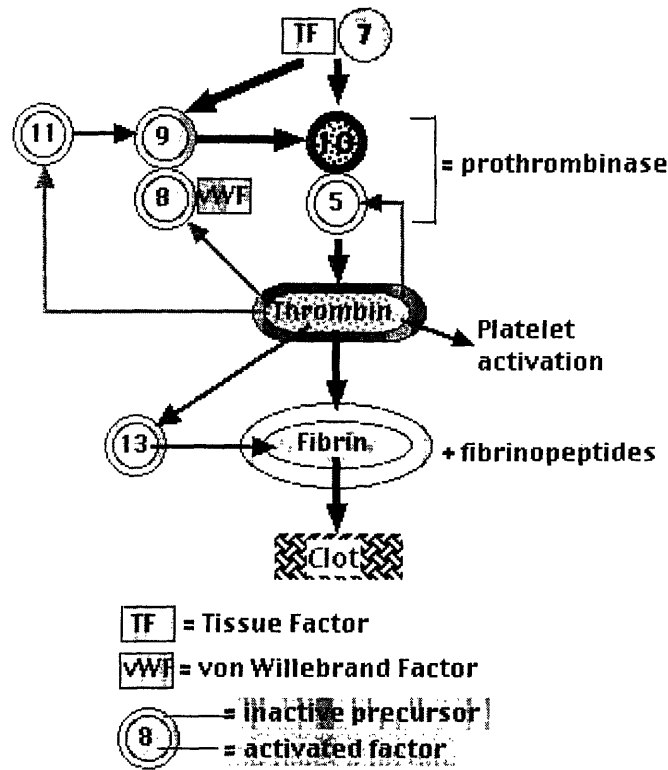 TF 7
11 9 10
= prothrombinase
8 vWF 5
Thrombin
Platelet
activation
13 Fibrin
+ fibrinopeptides
Clot
TF = Tissue Factor
vWF = von Willebrand Factor
8 = inactive precursor
= activated factor